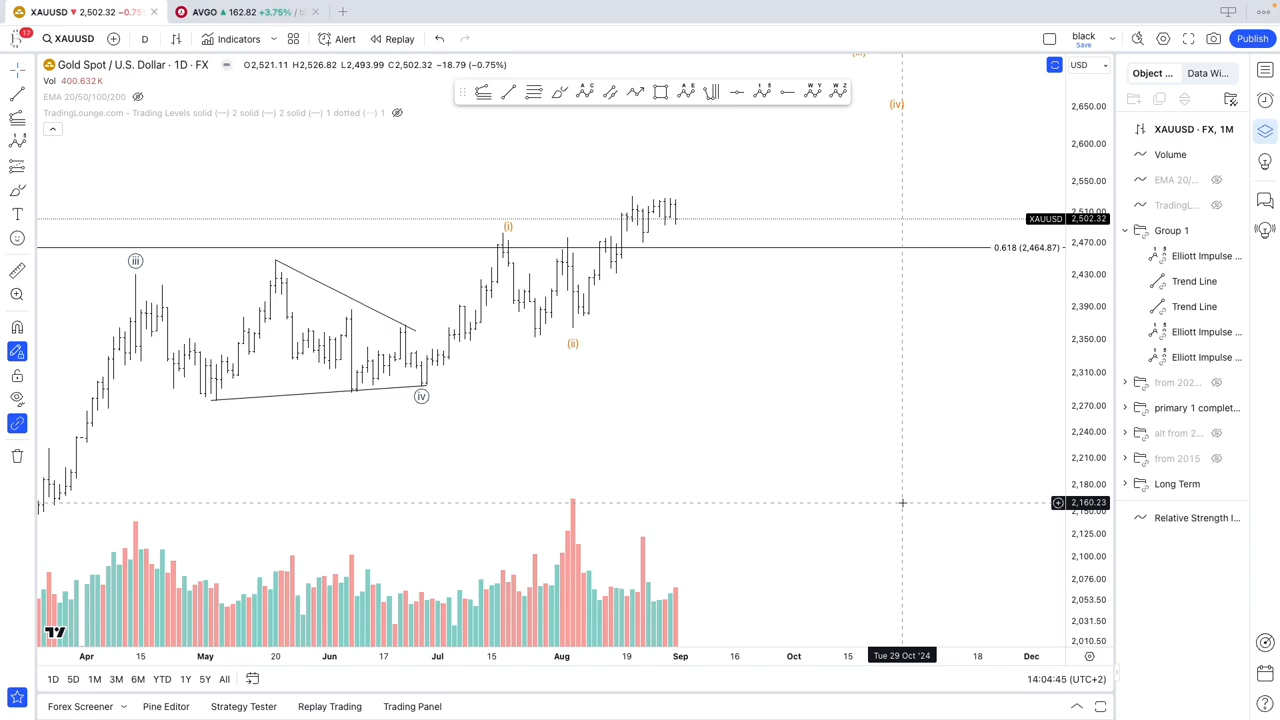 XAUUSD ▼ 2,502.32 −0.75%
AVGO ▲ 162.82 +3.75% /
17
XAUUSD
D
Indicators
Alert
Replay
black
Save
Publish
Gold Spot / U.S. Dollar · 1D · FX
O2,521.11 H2,526.82 L2,493.99 C2,502.32 −18.79 (−0.75%)
USD
Vol 400.632K
EMA 20/50/100/200
TradingLounge.com - Trading Levels solid (—) 2 solid (—) 2 solid (—) 1 dotted (—) 1
Object ...
Data Wi...
(iv)
2,650.00
2,600.00
2,550.00
2,510.00
XAUUSD 2,502.32
2,470.00
0.618 (2,464.87)
2,430.00
2,390.00
2,350.00
2,310.00
2,270.00
2,240.00
2,210.00
2,180.00
2,160.23
2,150.00
2,125.00
2,100.00
2,076.00
2,053.50
2,031.50
2,010.50
iii
(i)
(ii)
iv
XAUUSD · FX, 1M
Volume
EMA 20/...
TradingL...
Group 1
Elliott Impulse ...
Trend Line
Trend Line
Elliott Impulse ...
Elliott Impulse ...
from 202...
primary 1 complet...
alt from 2...
from 2015
Long Term
Relative Strength I...
Apr 15 May 20 Jun 17 Jul 15 Aug 19 Sep 16 Oct 15 Tue 29 Oct '24 18 Dec
1D 5D 1M 3M 6M YTD 1Y 5Y All
14:04:45 (UTC+2)
Forex Screener
Pine Editor
Strategy Tester
Replay Trading
Trading Panel